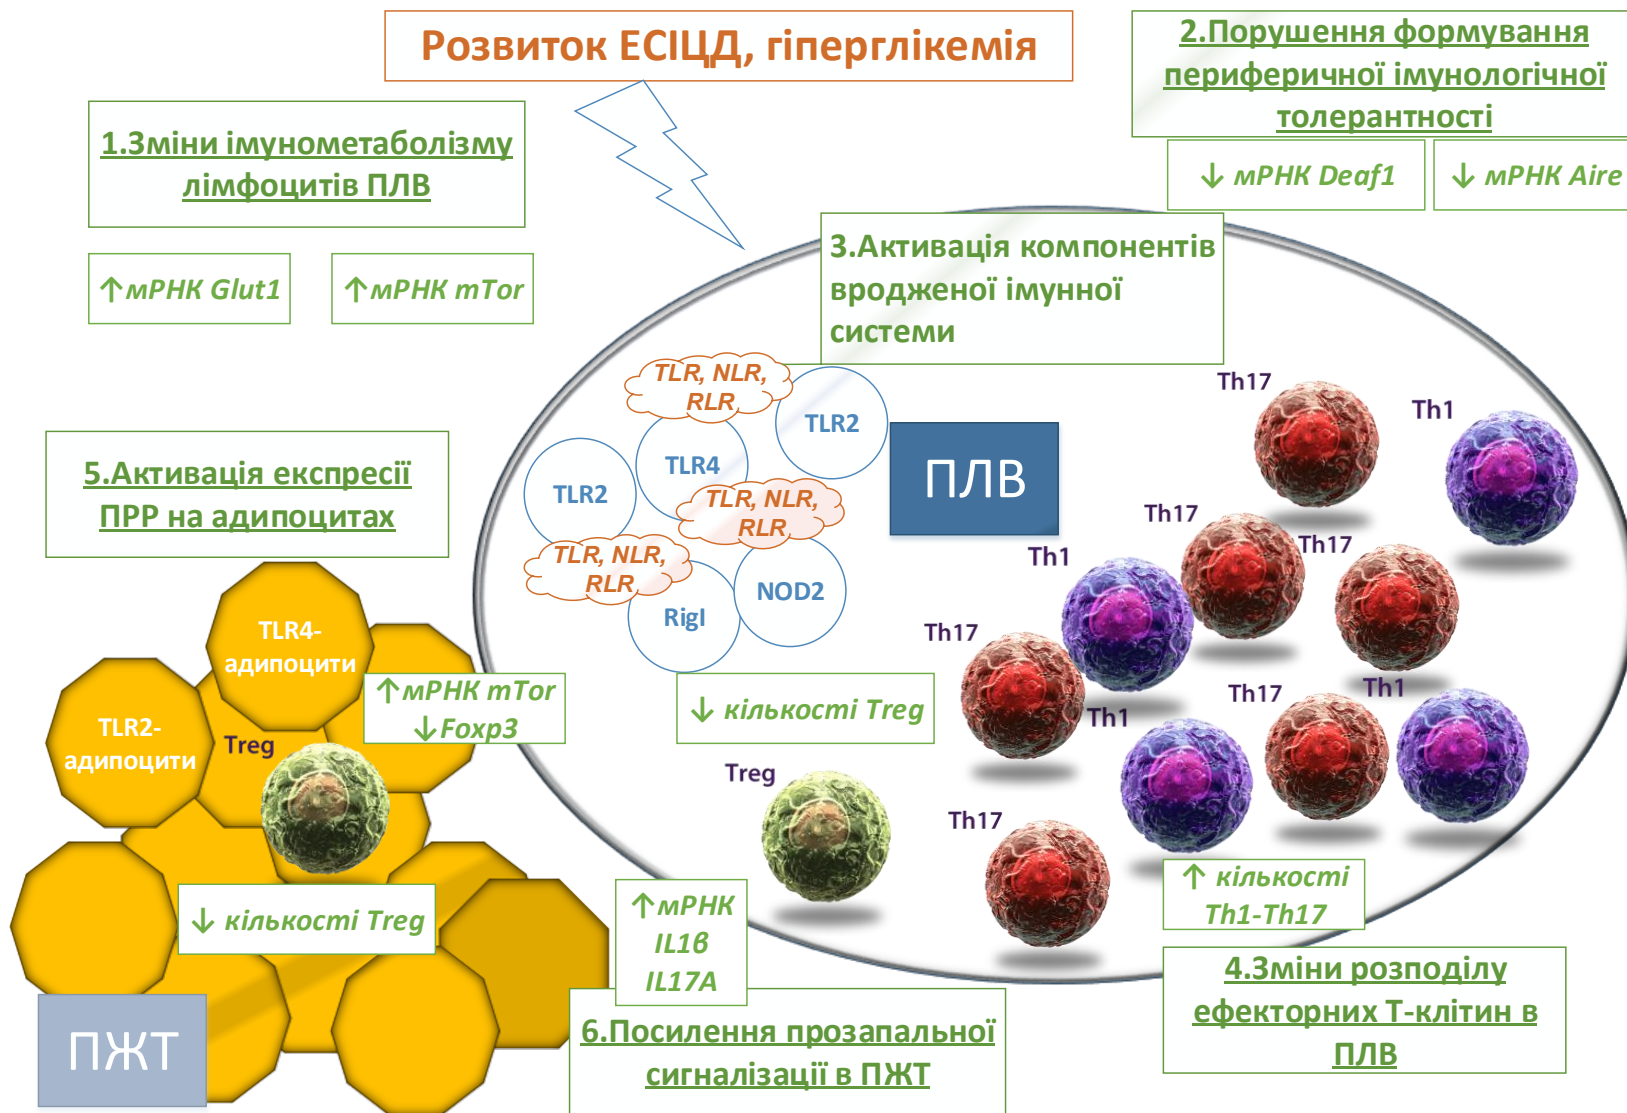 Розвиток ЕСІЦД, гіперглікемія
2.Порушення формування
периферичної імунологічної
толерантності
↓ мРНК Deaf1
↓ мРНК Aire
1.Зміни імунометаболізму
лімфоцитів ПЛВ
↑мРНК Glut1
↑мРНК mTor
3.Активація компонентів
вродженої імунної
системи
TLR, NLR,
RLR
TLR2
TLR4
TLR2
TLR, NLR,
RLR
TLR, NLR,
RLR
NOD2
RigI
ПЛВ
Th17
Th1
Th17
Th17
Th1
Th17
Th17
Th1
Th1
Th17
5.Активація експресії
ПРР на адипоцитах
TLR4-
адипоцити
TLR2-
адипоцити
Treg
↑мРНК mTor
↓Foxp3
↓ кількості Treg
Treg
↓ кількості Treg
ПЖТ
↑мРНК
IL1β
IL17A
6.Посилення прозапальної
сигналізації в ПЖТ
↑ кількості
Th1-Th17
4.Зміни розподілу
ефекторних Т-клітин в
ПЛВ